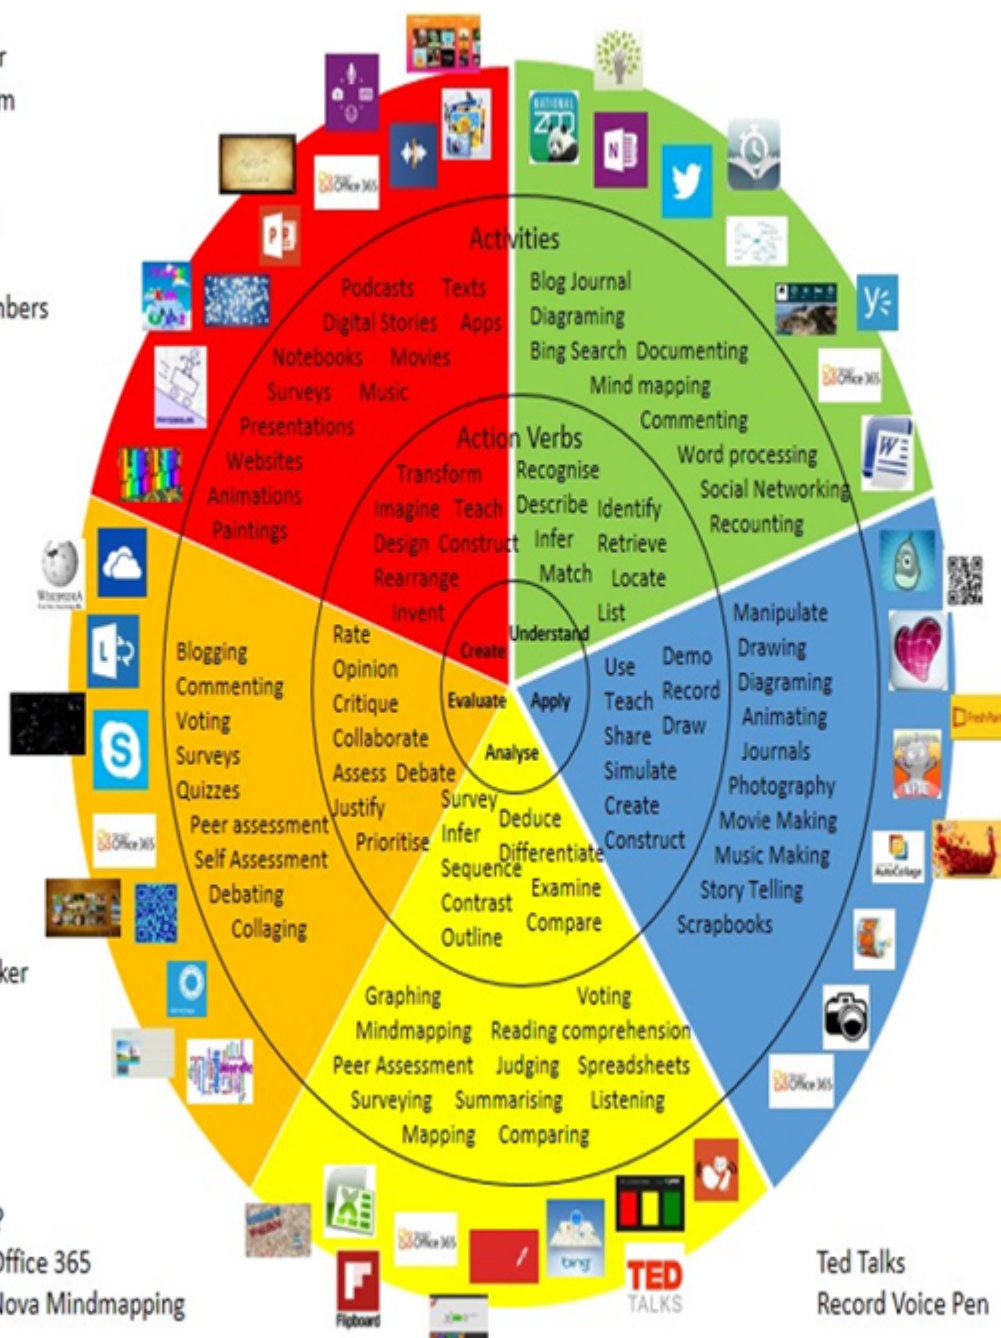 r
m
nbers
ker
?
Office 365
Nova Mindmapping
Ted Talks
Record Voice Pen
Activities
Podcasts Texts
Digital Stories Apps
Notebooks Movies
Surveys Music
Presentations
Websites
Animations
Paintings
Blog Journal
Diagraming
Bing Search Documenting
Mind mapping
Commenting
Word processing
Social Networking
Recounting
Action Verbs
Transform
Imagine Teach
Design Construct
Rearrange
Invent
Recognise
Describe Identify
Infer Retrieve
Match Locate
List
Create
Understand
Evaluate
Apply
Analyse
Blogging
Commenting
Voting
Surveys
Quizzes
Peer assessment
Self Assessment
Debating
Collaging
Rate
Opinion
Critique
Collaborate
Assess Debate
Justify
Prioritise
Use Demo
Teach Record
Share Draw
Simulate
Create
Construct
Manipulate
Drawing
Diagraming
Animating
Journals
Photography
Movie Making
Music Making
Story Telling
Scrapbooks
Survey Deduce
Infer Differentiate
Sequence Examine
Contrast Compare
Outline
Graphing Voting
Mindmapping Reading comprehension
Peer Assessment Judging Spreadsheets
Surveying Summarising Listening
Mapping Comparing
NATIONAL
ZOO
N
P
Office 365
Office 365
W
WIKIPEDIA
L
S
Office 365
Wordle
X
Office 365
Flipboard
bing
TED
TALKS
Office 365
AutoCollage
FreshPain